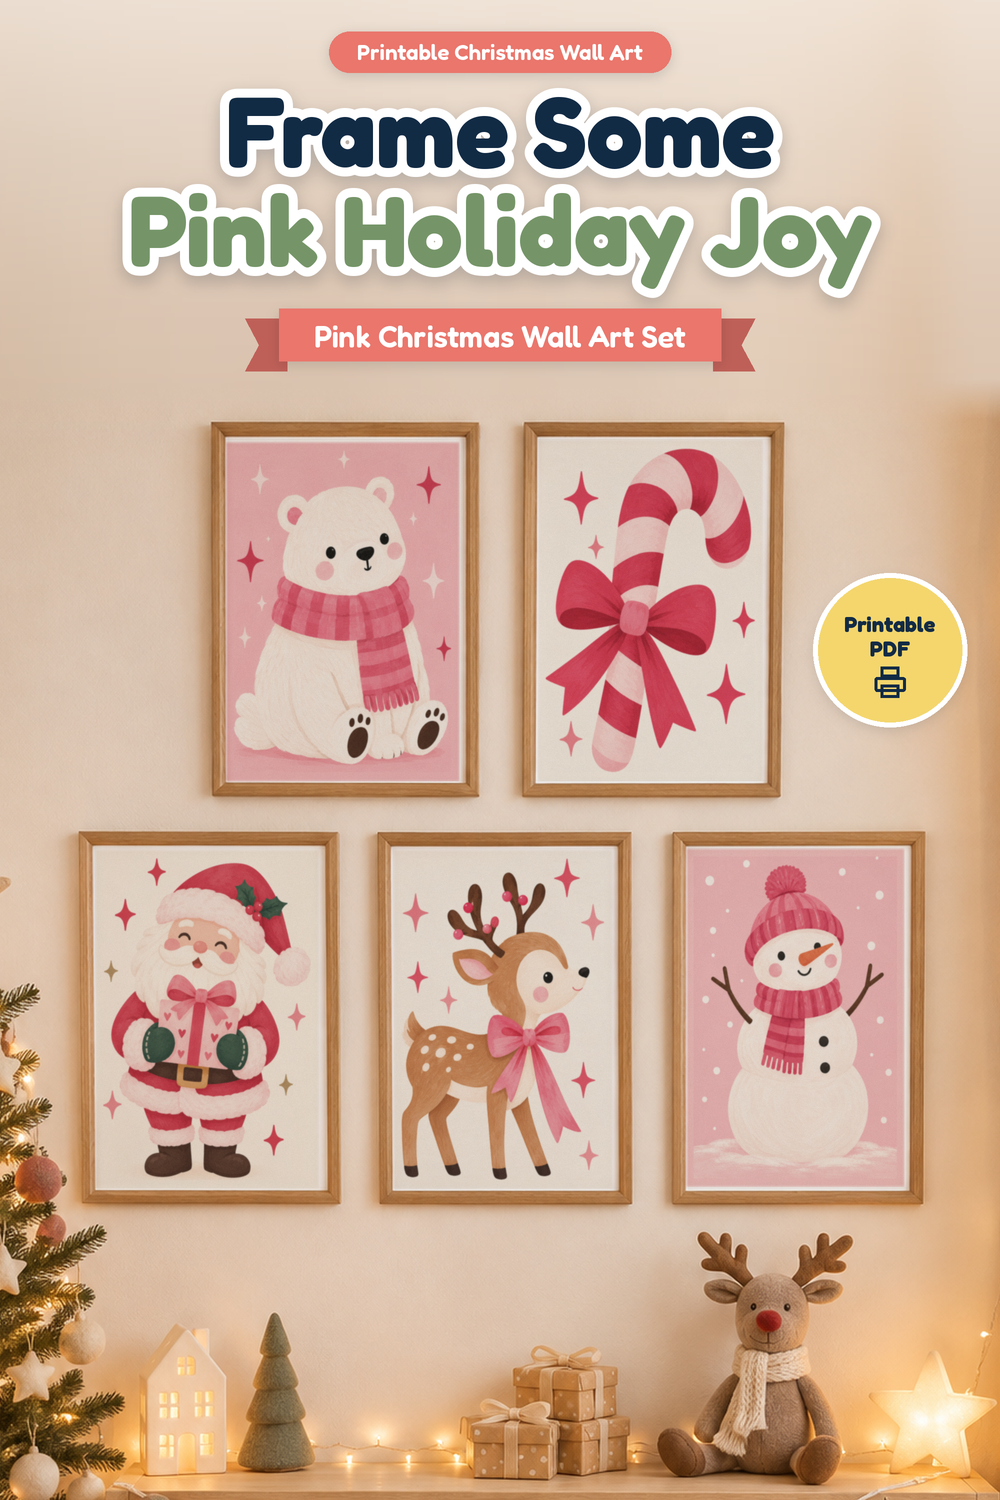 Printable Christmas Wall Art
Frame Some
Pink Holiday Joy
Pink Christmas Wall Art Set
Printable
PDF